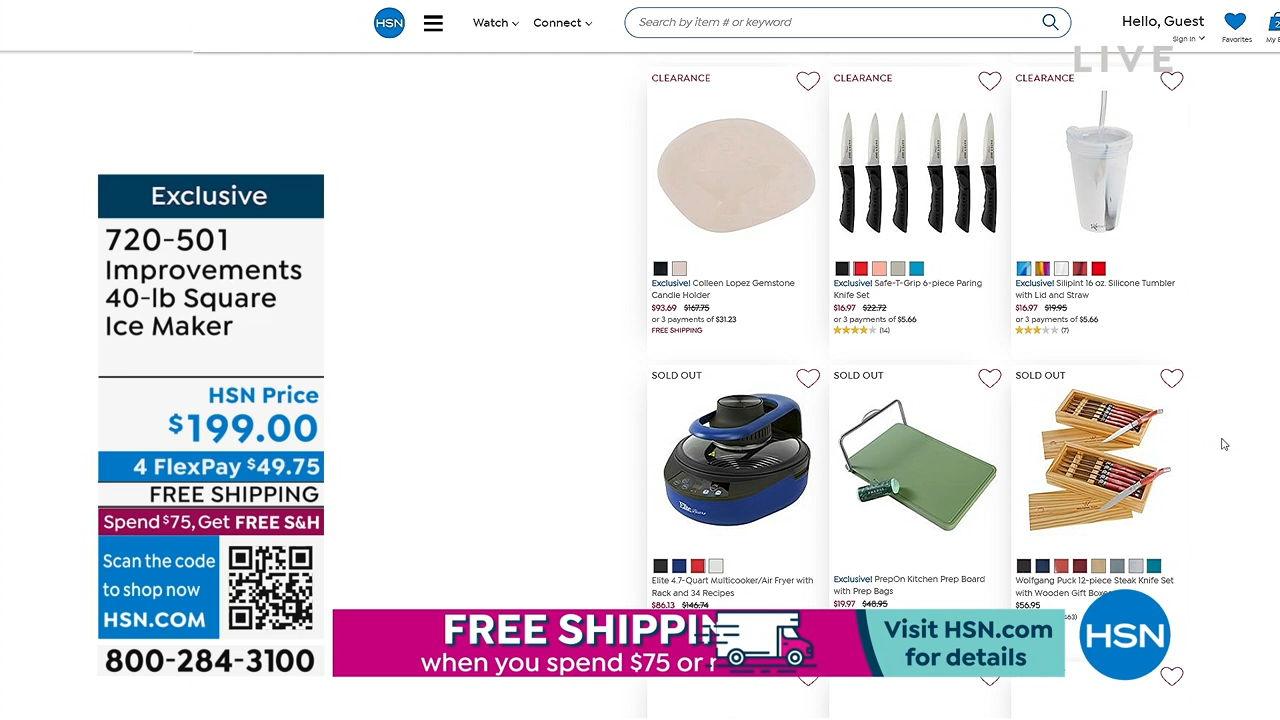 HSN
Watch
Connect
Search by item # or keyword
Hello, Guest
Sign In
Favorites
My
LIVE
CLEARANCE
CLEARANCE
CLEARANCE
Exclusive! Colleen Lopez Gemstone
Candle Holder
$93.69 $167.75
or 3 payments of $31.23
FREE SHIPPING
Exclusive! Safe-T-Grip 6-piece Paring
Knife Set
$16.97 $22.72
or 3 payments of $5.66
(14)
Exclusive! Silipint 16 oz. Silicone Tumbler
with Lid and Straw
$16.97 $19.95
or 3 payments of $5.66
(7)
SOLD OUT
SOLD OUT
SOLD OUT
Elite 4.7-Quart Multicooker/Air Fryer with
Rack and 34 Recipes
$86.13 $146.74
Exclusive! PrepOn Kitchen Prep Board
with Prep Bags
$19.97 $48.95
Wolfgang Puck 12-piece Steak Knife Set
with Wooden Gift Boxes
$56.95
Exclusive
720-501
Improvements
40-lb Square
Ice Maker
HSN Price
$199.00
4 FlexPay $49.75
FREE SHIPPING
Spend $75, Get FREE S&H
Scan the code
to shop now
HSN.COM
800-284-3100
FREE SHIPPIN
when you spend $75 or
Visit HSN.com
for details
HSN